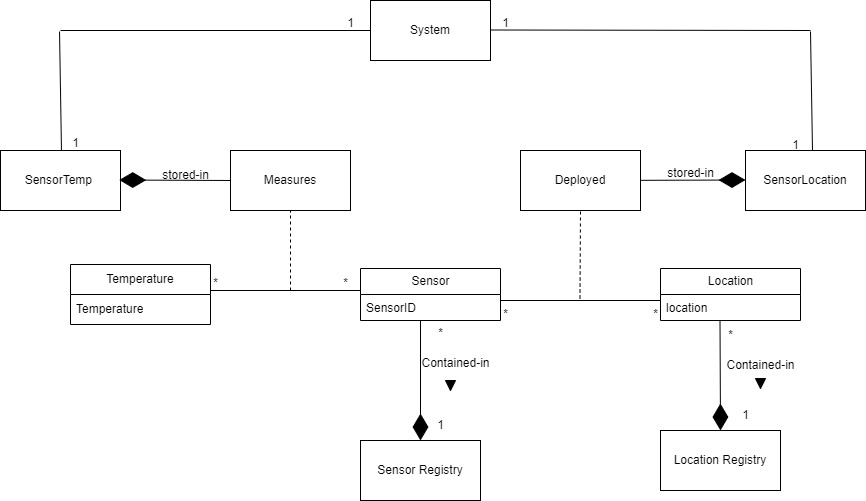 System
1
1
1
1
SensorTemp
stored-in
Measures
Deployed
stored-in
SensorLocation
Temperature
Temperature
*
*
Sensor
SensorID
*
*
Location
location
*
Contained-in
1
Sensor Registry
*
Contained-in
1
Location Registry